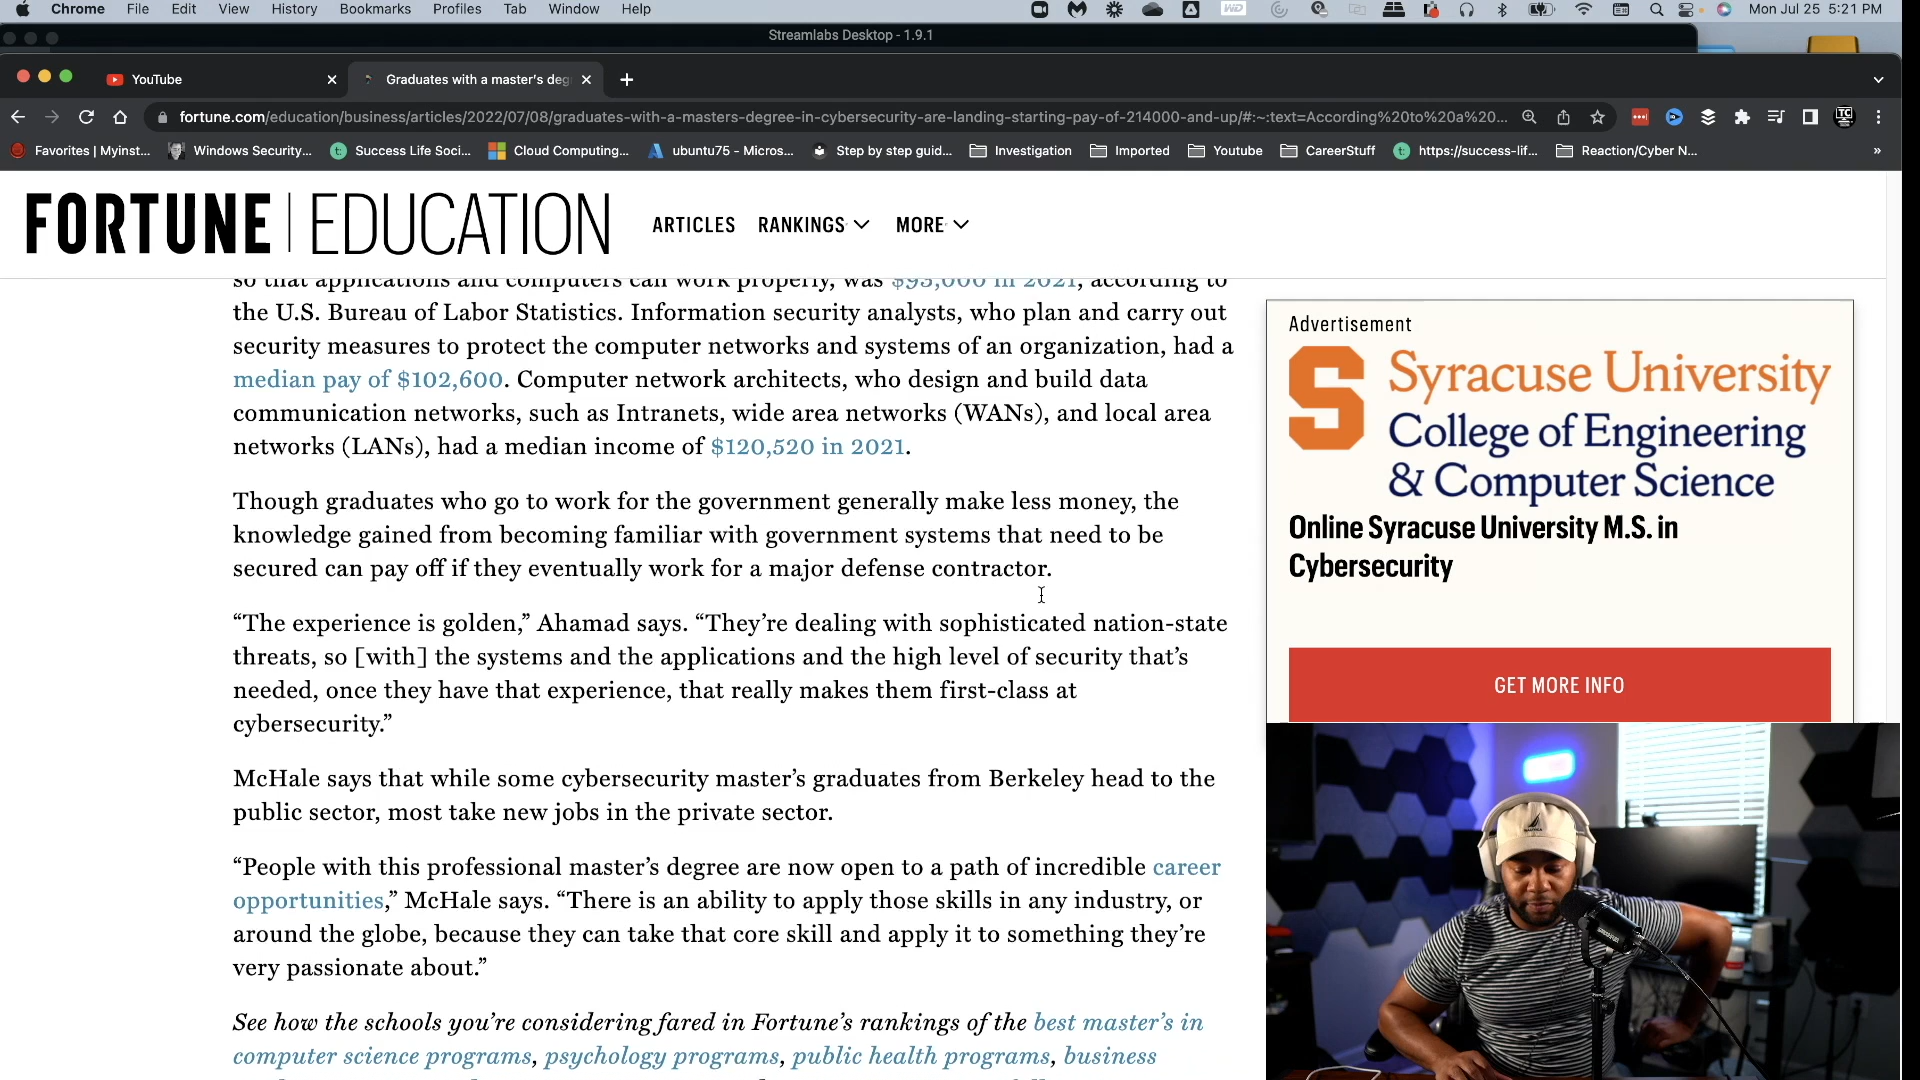 Chrome File Edit View History Bookmarks Profiles Tab Window Help
Mon Jul 25 5:21 PM
Streamlabs Desktop - 1.9.1
YouTube
Graduates with a master's deg
fortune.com/education/business/articles/2022/07/08/graduates-with-a-masters-degree-in-cybersecurity-are-landing-starting-pay-of-214000-and-up/#:~:text=According%20to%20a%20...
Favorites | Myinst... Windows Security... Success Life Soci... Cloud Computing... ubuntu75 - Micros... Step by step guid... Investigation Imported Youtube CareerStuff https://success-lif... Reaction/Cyber N... »
FORTUNE | EDUCATION
ARTICLES RANKINGS MORE
so that applications and computers can work properly, was $93,000 in 2021, according to
the U.S. Bureau of Labor Statistics. Information security analysts, who plan and carry out
security measures to protect the computer networks and systems of an organization, had a
median pay of $102,600. Computer network architects, who design and build data
communication networks, such as Intranets, wide area networks (WANs), and local area
networks (LANs), had a median income of $120,520 in 2021.
Though graduates who go to work for the government generally make less money, the
knowledge gained from becoming familiar with government systems that need to be
secured can pay off if they eventually work for a major defense contractor.
“The experience is golden,” Ahamad says. “They’re dealing with sophisticated nation-state
threats, so [with] the systems and the applications and the high level of security that’s
needed, once they have that experience, that really makes them first-class at
cybersecurity.”
McHale says that while some cybersecurity master’s graduates from Berkeley head to the
public sector, most take new jobs in the private sector.
“People with this professional master’s degree are now open to a path of incredible career
opportunities,” McHale says. “There is an ability to apply those skills in any industry, or
around the globe, because they can take that core skill and apply it to something they’re
very passionate about.”
See how the schools you’re considering fared in Fortune’s rankings of the best master’s in
computer science programs, psychology programs, public health programs, business
Advertisement
S Syracuse University
College of Engineering
& Computer Science
Online Syracuse University M.S. in
Cybersecurity
GET MORE INFO